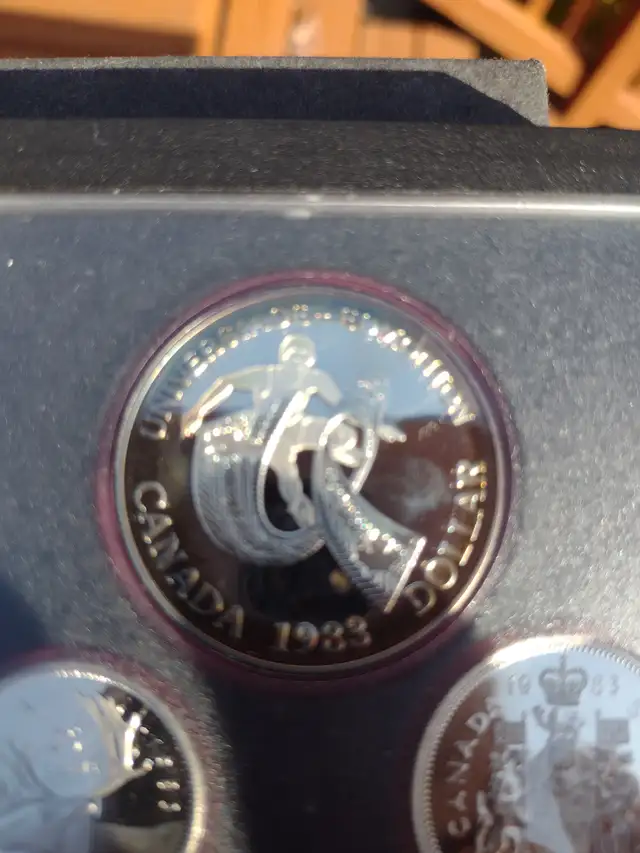 UNIVERSIADE - EDMONTON
CANADA 1983 DOLLAR
1983
CANADA